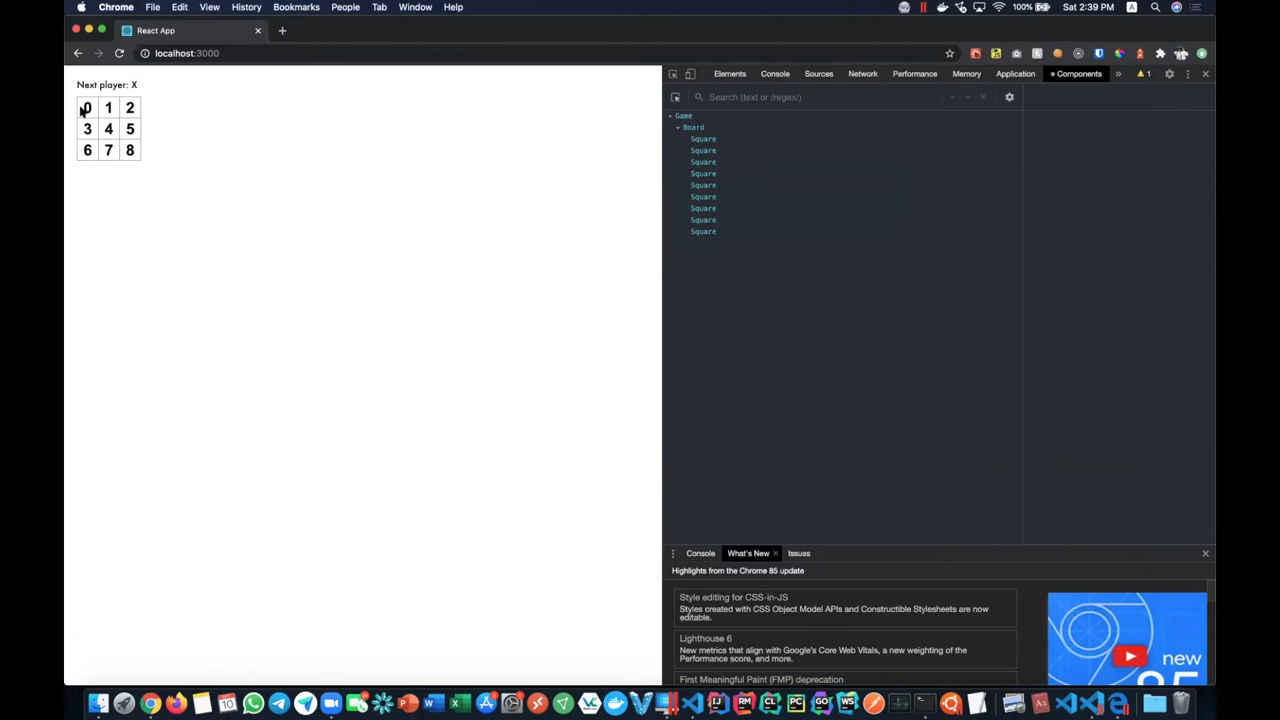 Chrome File Edit View History Bookmarks People Tab Window Help 100% Sat 2:39 PM A
React App
localhost:3000
Next player: X
0 1 2
3 4 5
6 7 8
Elements Console Sources Network Performance Memory Application Components » 1
Search (text or /regex/)
Game
Board
Square
Square
Square
Square
Square
Square
Square
Square
Square
Console What's New Issues
Highlights from the Chrome 85 update
Style editing for CSS-in-JS
Styles created with CSS Object Model APIs and Constructible Stylesheets are now
editable.
Lighthouse 6
New metrics that align with Google's Core Web Vitals, a new weighting of the
Performance score, and more.
First Meaningful Paint (FMP) deprecation
new
85